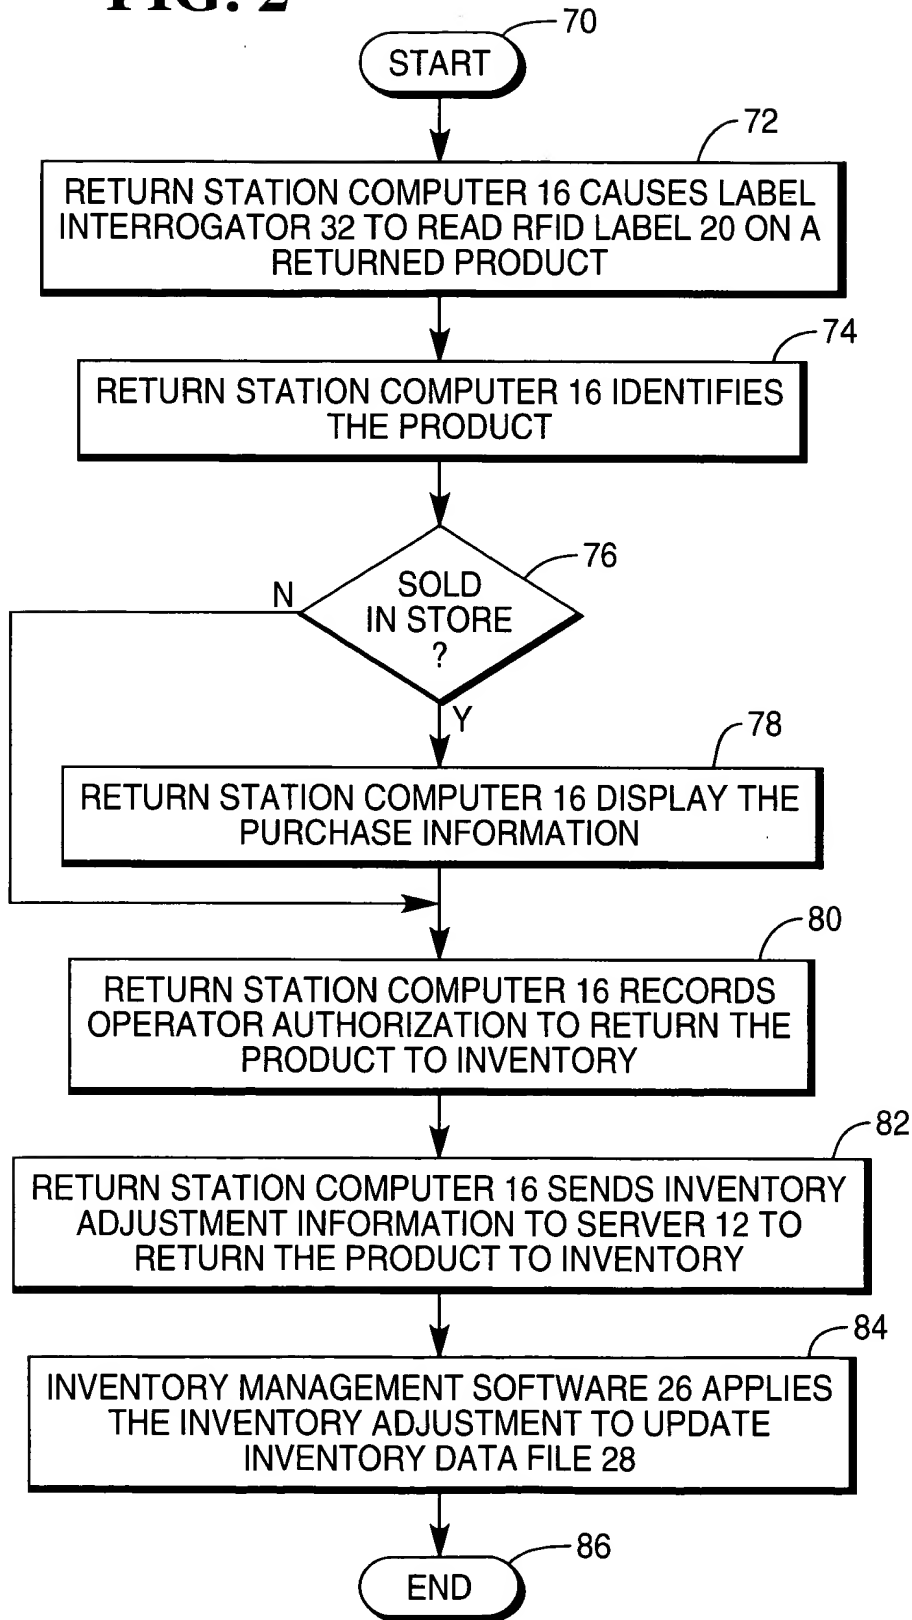 FIG. 2
70
START
72
RETURN STATION COMPUTER 16 CAUSES LABEL
INTERROGATOR 32 TO READ RFID LABEL 20 ON A
RETURNED PRODUCT
74
RETURN STATION COMPUTER 16 IDENTIFIES
THE PRODUCT
76
SOLD
IN STORE
?
N
Y
78
RETURN STATION COMPUTER 16 DISPLAY THE
PURCHASE INFORMATION
80
RETURN STATION COMPUTER 16 RECORDS
OPERATOR AUTHORIZATION TO RETURN THE
PRODUCT TO INVENTORY
82
RETURN STATION COMPUTER 16 SENDS INVENTORY
ADJUSTMENT INFORMATION TO SERVER 12 TO
RETURN THE PRODUCT TO INVENTORY
84
INVENTORY MANAGEMENT SOFTWARE 26 APPLIES
THE INVENTORY ADJUSTMENT TO UPDATE
INVENTORY DATA FILE 28
86
END